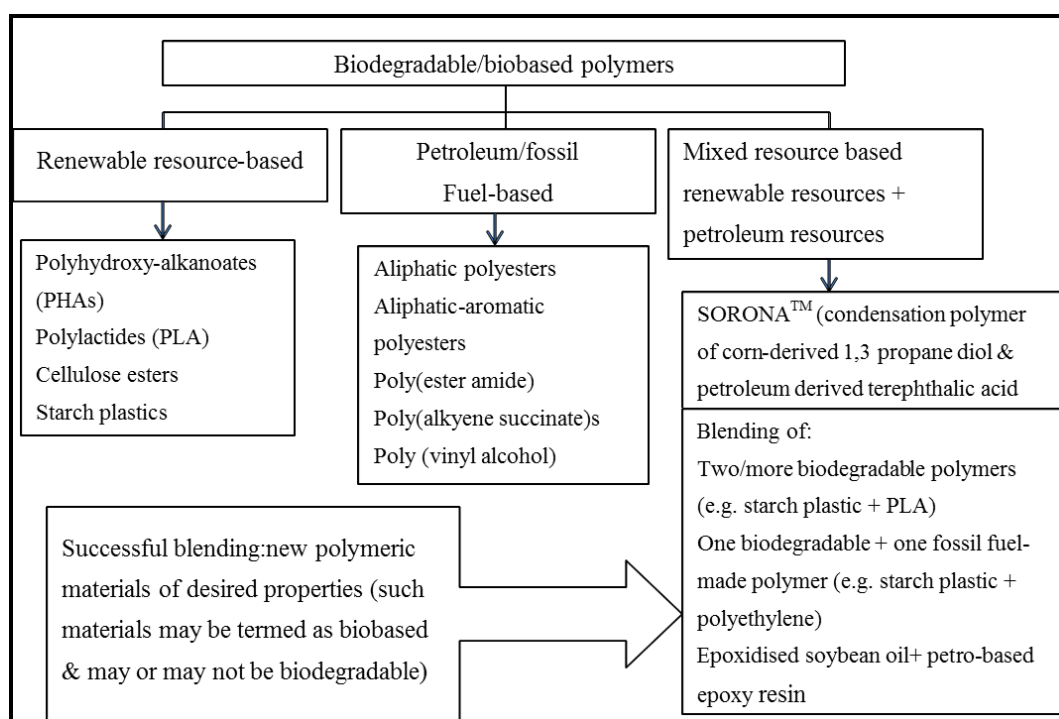 Biodegradable/biobased polymers
Renewable resource-based
Petroleum/fossil
Fuel-based
Mixed resource based
renewable resources +
petroleum resources
Polyhydroxy-alkanoates
(PHAs)
Polylactides (PLA)
Cellulose esters
Starch plastics
Aliphatic polyesters
Aliphatic-aromatic
polyesters
Poly(ester amide)
Poly(alkyene succinate)s
Poly (vinyl alcohol)
SORONA™ (condensation polymer
of corn-derived 1,3 propane diol &
petroleum derived terephthalic acid
Blending of:
Two/more biodegradable polymers
(e.g. starch plastic + PLA)
One biodegradable + one fossil fuel-
made polymer (e.g. starch plastic +
polyethylene)
Epoxidised soybean oil+ petro-based
epoxy resin
Successful blending:new polymeric
materials of desired properties (such
materials may be termed as biobased
& may or may not be biodegradable)